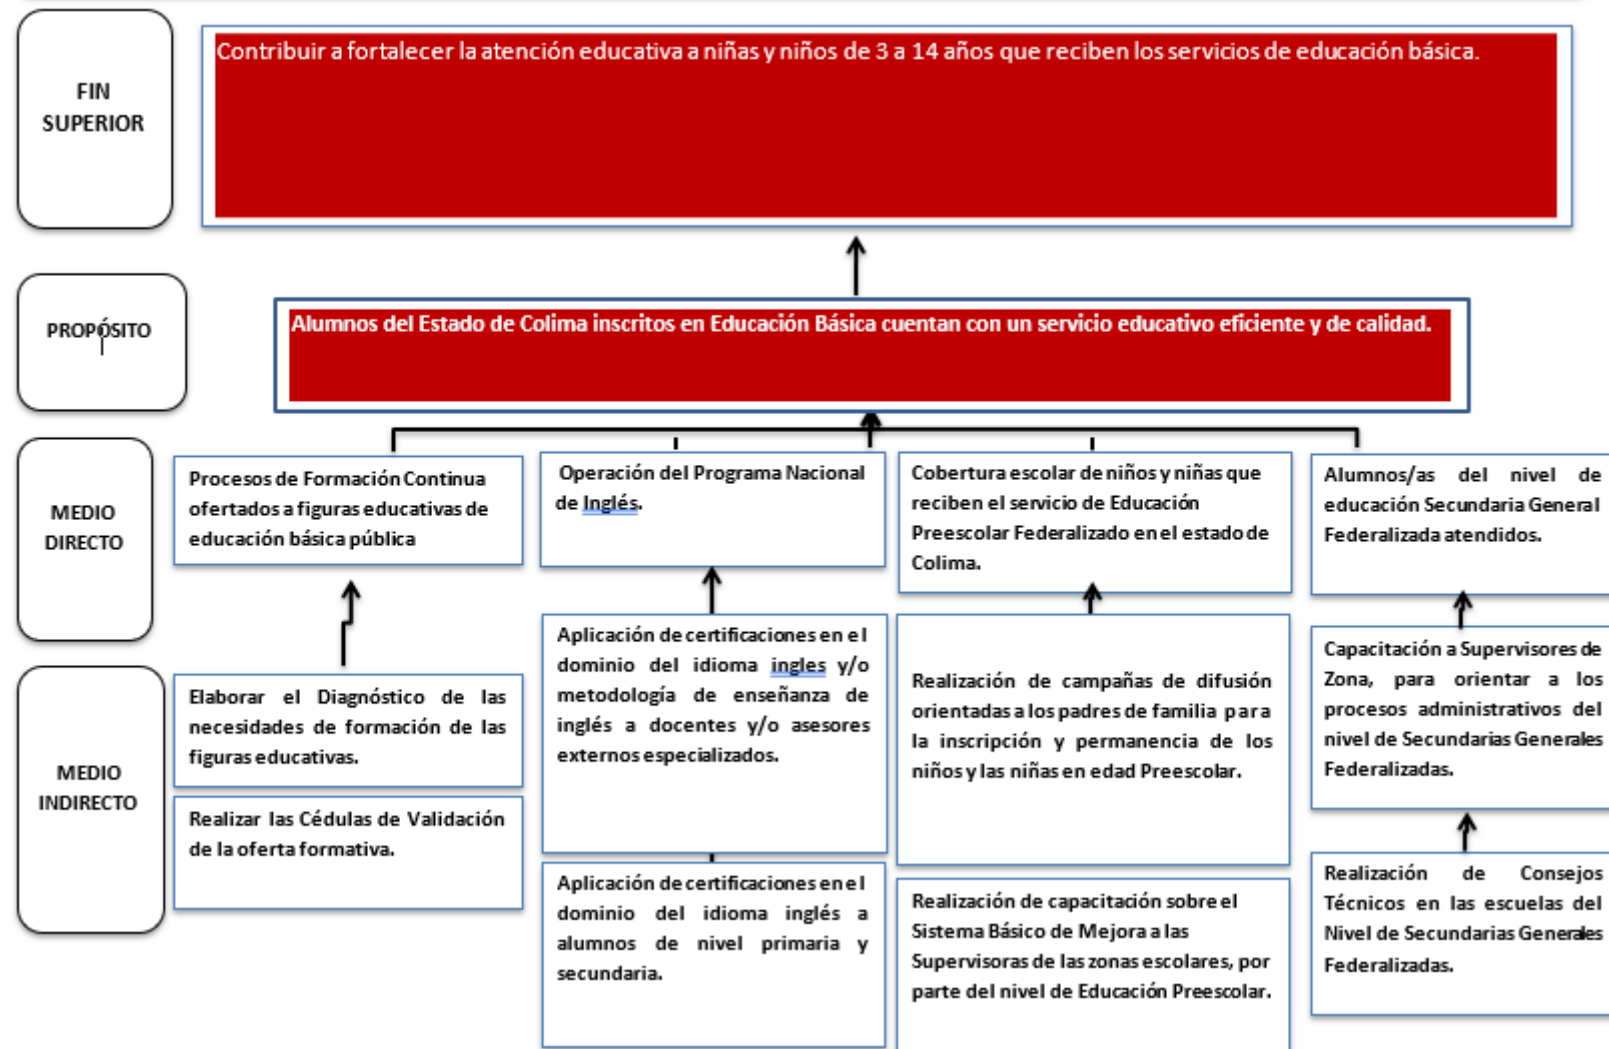 FIN
SUPERIOR
Contribuir a fortalecer la atención educativa a niñas y niños de 3 a 14 años que reciben los servicios de educación básica.
PROPÓSITO
Alumnos del Estado de Colima inscritos en Educación Básica cuentan con un servicio educativo eficiente y de calidad.
MEDIO
DIRECTO
Procesos de Formación Continua
ofertados a figuras educativas de
educación básica pública
Operación del Programa Nacional
de Inglés.
Cobertura escolar de niños y niñas que
reciben el servicio de Educación
Preescolar Federalizado en el estado de
Colima.
Alumnos/as del nivel de
educación Secundaria General
Federalizada atendidos.
MEDIO
INDIRECTO
Elaborar el Diagnóstico de las
necesidades de formación de las
figuras educativas.
Realizar las Cédulas de Validación
de la oferta formativa.
Aplicación de certificaciones en el
dominio del idioma ingles y/o
metodología de enseñanza de
inglés a docentes y/o asesores
externos especializados.
Aplicación de certificaciones en el
dominio del idioma inglés a
alumnos de nivel primaria y
secundaria.
Realización de campañas de difusión
orientadas a los padres de familia para
la inscripción y permanencia de los
niños y las niñas en edad Preescolar.
Realización de capacitación sobre el
Sistema Básico de Mejora a las
Supervisoras de las zonas escolares, por
parte del nivel de Educación Preescolar.
Capacitación a Supervisores de
Zona, para orientar a los
procesos administrativos del
nivel de Secundarias Generales
Federalizadas.
Realización de Consejos
Técnicos en las escuelas del
Nivel de Secundarias Generales
Federalizadas.